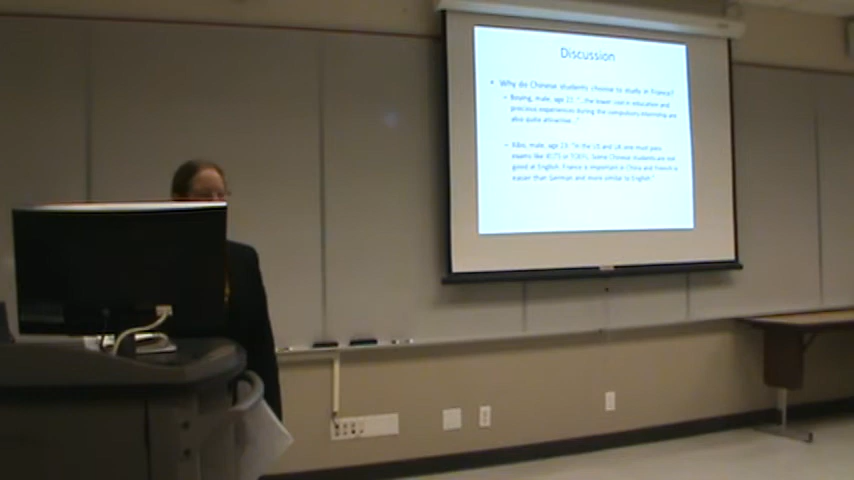 Discussion
• Why do Chinese students choose to study in France?
– Boying, male, age 21: "...the lower cost in education and
precious experiences during the compulsory internship are
also quite attractive..."
male, age 23: "In the US and UK one must pass
exams like IELTS or TOEFL. Some Chinese students are not
good at English. France is important in China and French is
easier than German and more similar to English."